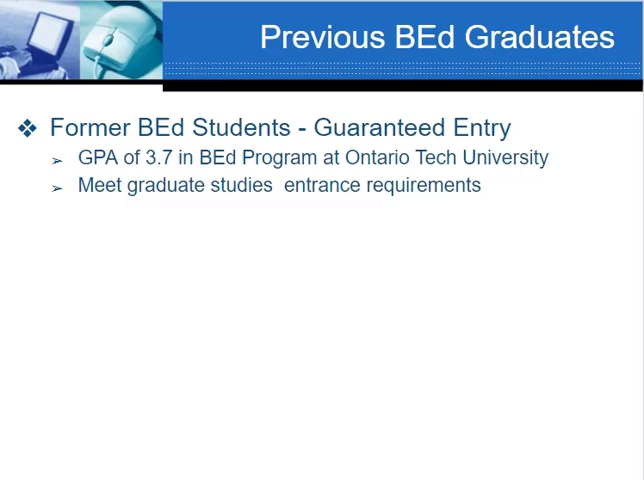 Previous BEd Graduates
Former BEd Students - Guaranteed Entry
GPA of 3.7 in BEd Program at Ontario Tech University
Meet graduate studies  entrance requirements